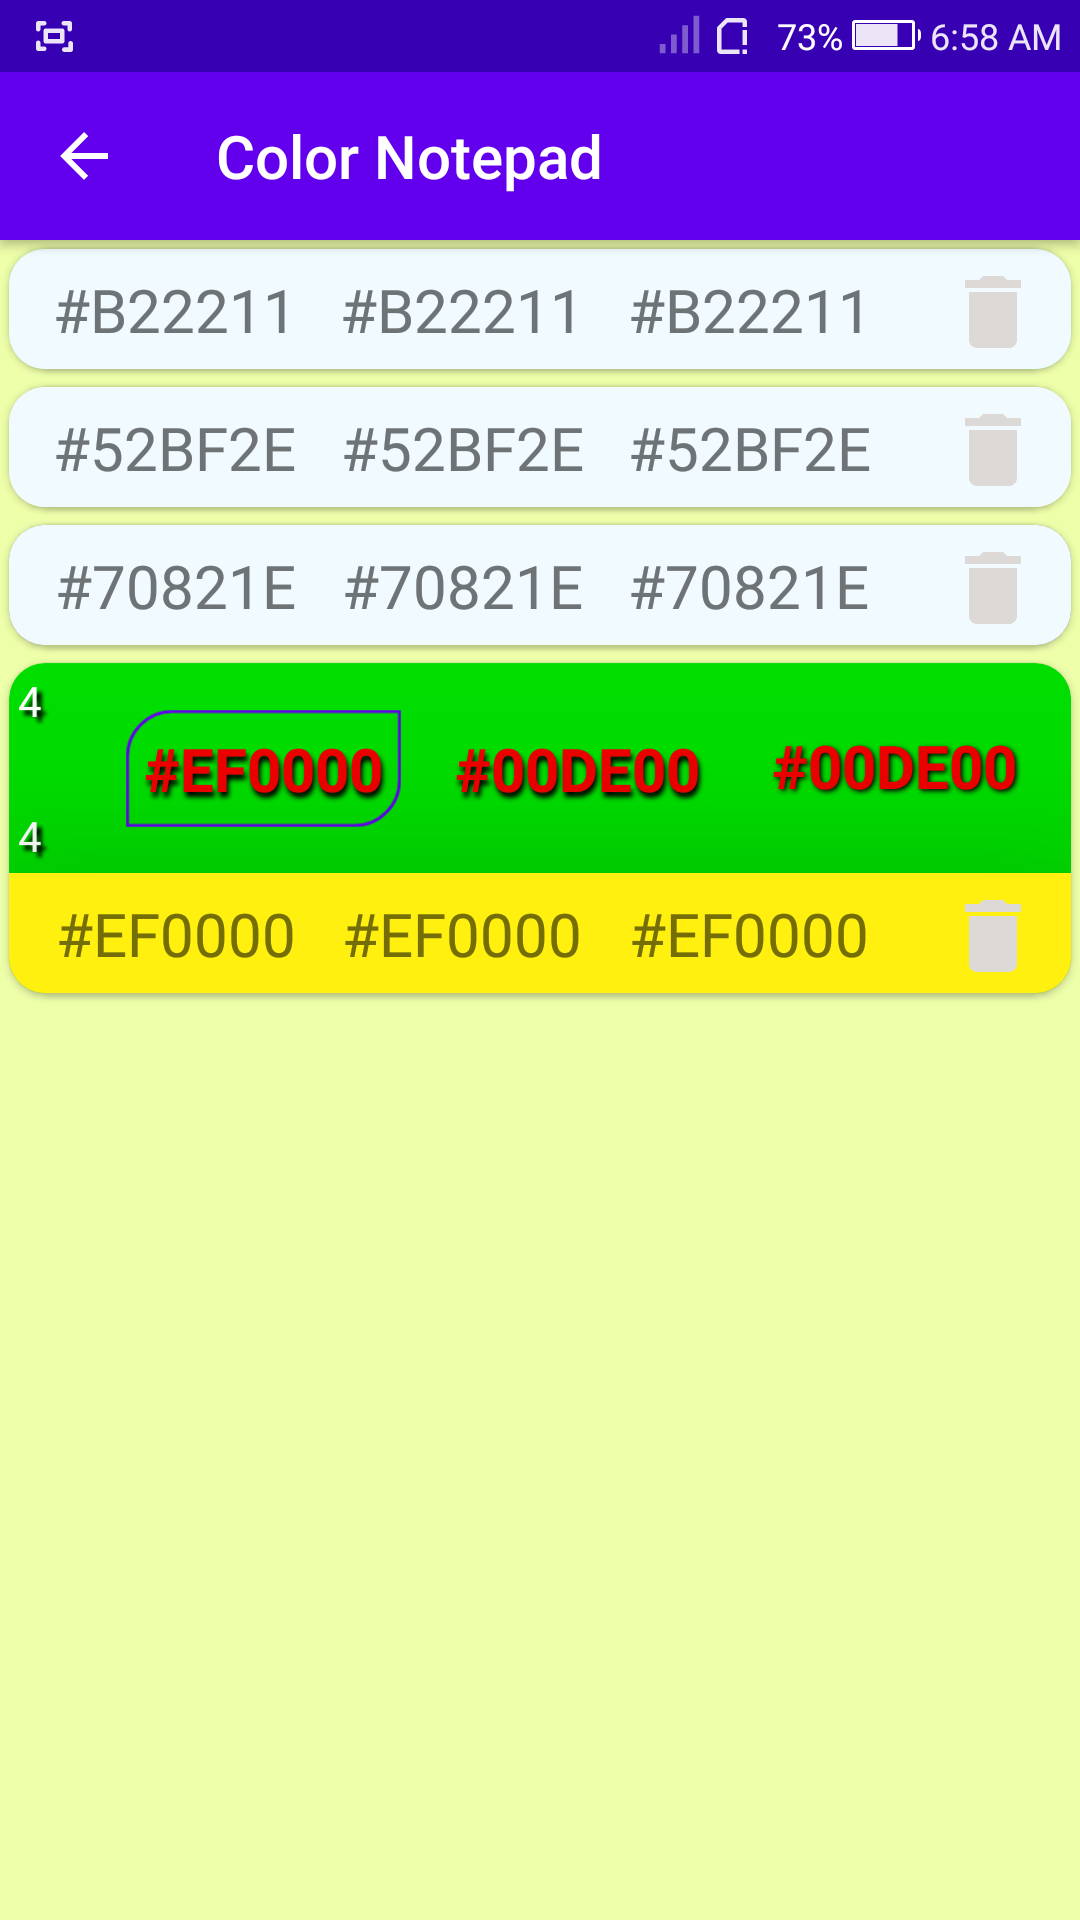 73% 6:58 AM
Color Notepad
#B22211 #B22211 #B22211
#52BF2E #52BF2E #52BF2E
#70821E #70821E #70821E
4
#EF0000 #00DE00 #00DE00
4
#EF0000 #EF0000 #EF0000